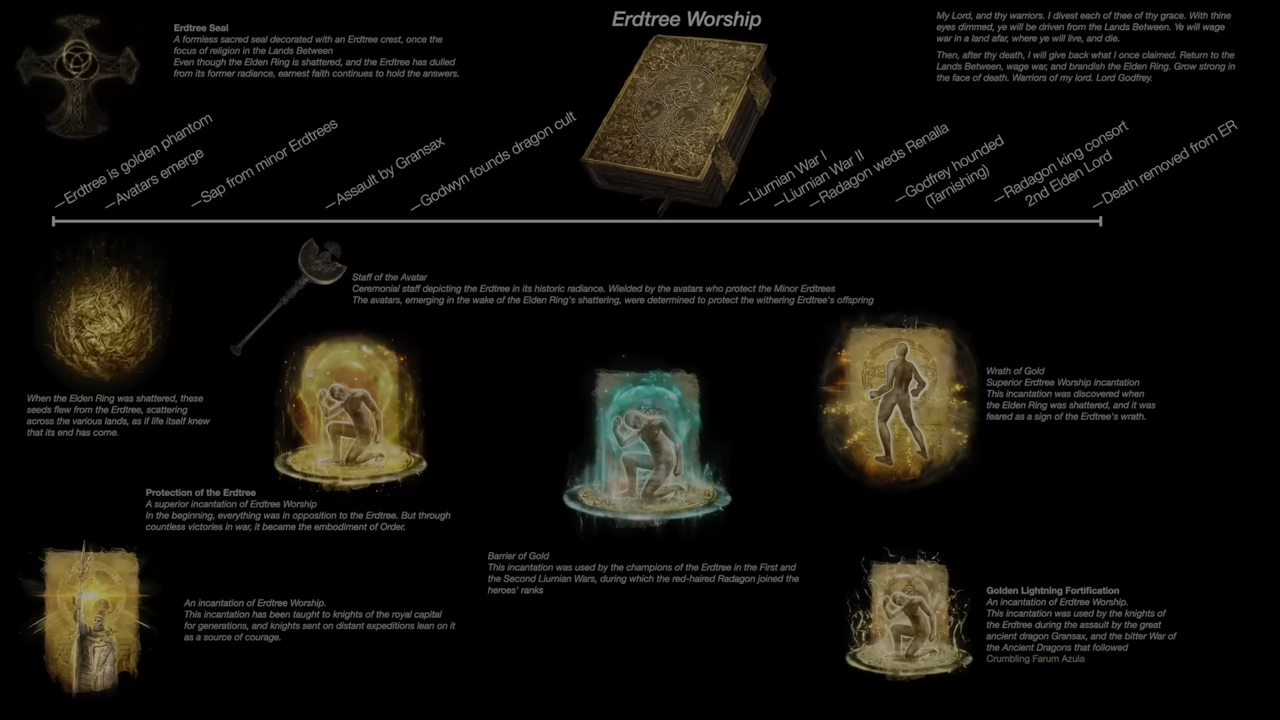 Erdtree Worship
Erdtree Seal
A formless sacred seal decorated with an Erdtree crest, once the
focus of religion in the Lands Between
Even though the Elden Ring is shattered, and the Erdtree has dulled
from its former radiance, earnest faith continues to hold the answers.
My Lord, and thy warriors. I divest each of thee of thy grace. With thine
eyes dimmed, ye will be driven from the Lands Between. Ye will wage
war in a land afar, where ye will live, and die.
Then, after thy death, I will give back what I once claimed. Return to the
Lands Between, wage war, and brandish the Elden Ring. Grow strong in
the face of death. Warriors of my lord. Lord Godfrey.
—Erdtree is golden phantom
—Avatars emerge
—Sap from minor Erdtrees
—Assault by Gransax
—Godwyn founds dragon cult
—Liurnian War I
—Liurnian War II
—Radagon weds Renalla
—Godfrey hounded
(Tarnishing)
—Radagon king consort
2nd Elden Lord
—Death removed from ER
Staff of the Avatar
Ceremonial staff depicting the Erdtree in its historic radiance. Wielded by the avatars who protect the Minor Erdtrees
The avatars, emerging in the wake of the Elden Ring's shattering, were determined to protect the withering Erdtree's offspring
When the Elden Ring was shattered, these
seeds flew from the Erdtree, scattering
across the various lands, as if life itself knew
that its end has come.
Wrath of Gold
Superior Erdtree Worship incantation
This incantation was discovered when
the Elden Ring was shattered, and it was
feared as a sign of the Erdtree's wrath.
Protection of the Erdtree
A superior incantation of Erdtree Worship
In the beginning, everything was in opposition to the Erdtree. But through
countless victories in war, it became the embodiment of Order.
Barrier of Gold
This incantation was used by the champions of the Erdtree in the First and
the Second Liurnian Wars, during which the red-haired Radagon joined the
heroes' ranks
An incantation of Erdtree Worship.
This incantation has been taught to knights of the royal capital
for generations, and knights sent on distant expeditions lean on it
as a source of courage.
Golden Lightning Fortification
An incantation of Erdtree Worship.
This incantation was used by the knights of
the Erdtree during the assault by the great
ancient dragon Gransax, and the bitter War of
the Ancient Dragons that followed
Crumbling Farum Azula